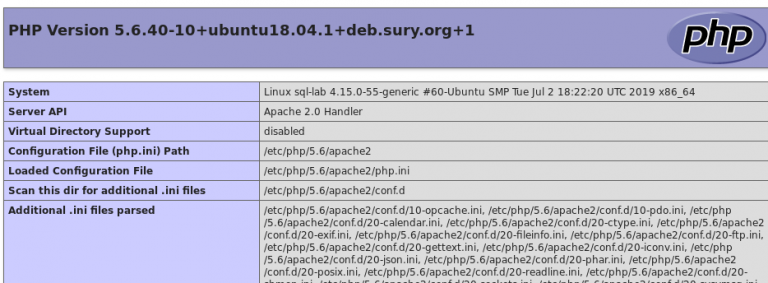 PHP Version 5.6.40-10+ubuntu18.04.1+deb.sury.org+1
php
System Linux sql-lab 4.15.0-55-generic #60-Ubuntu SMP Tue Jul 2 18:22:20 UTC 2019 x86_64
Server API Apache 2.0 Handler
Virtual Directory Support disabled
Configuration File (php.ini) Path /etc/php/5.6/apache2
Loaded Configuration File /etc/php/5.6/apache2/php.ini
Scan this dir for additional .ini files /etc/php/5.6/apache2/conf.d
Additional .ini files parsed /etc/php/5.6/apache2/conf.d/10-opcache.ini, /etc/php/5.6/apache2/conf.d/10-pdo.ini, /etc/php
/5.6/apache2/conf.d/20-calendar.ini, /etc/php/5.6/apache2/conf.d/20-ctype.ini, /etc/php/5.6/apache2
/conf.d/20-exif.ini, /etc/php/5.6/apache2/conf.d/20-fileinfo.ini, /etc/php/5.6/apache2/conf.d/20-ftp.ini,
/etc/php/5.6/apache2/conf.d/20-gettext.ini, /etc/php/5.6/apache2/conf.d/20-iconv.ini, /etc/php
/5.6/apache2/conf.d/20-json.ini, /etc/php/5.6/apache2/conf.d/20-phar.ini, /etc/php/5.6/apache2
/conf.d/20-posix.ini, /etc/php/5.6/apache2/conf.d/20-readline.ini, /etc/php/5.6/apache2/conf.d/20-